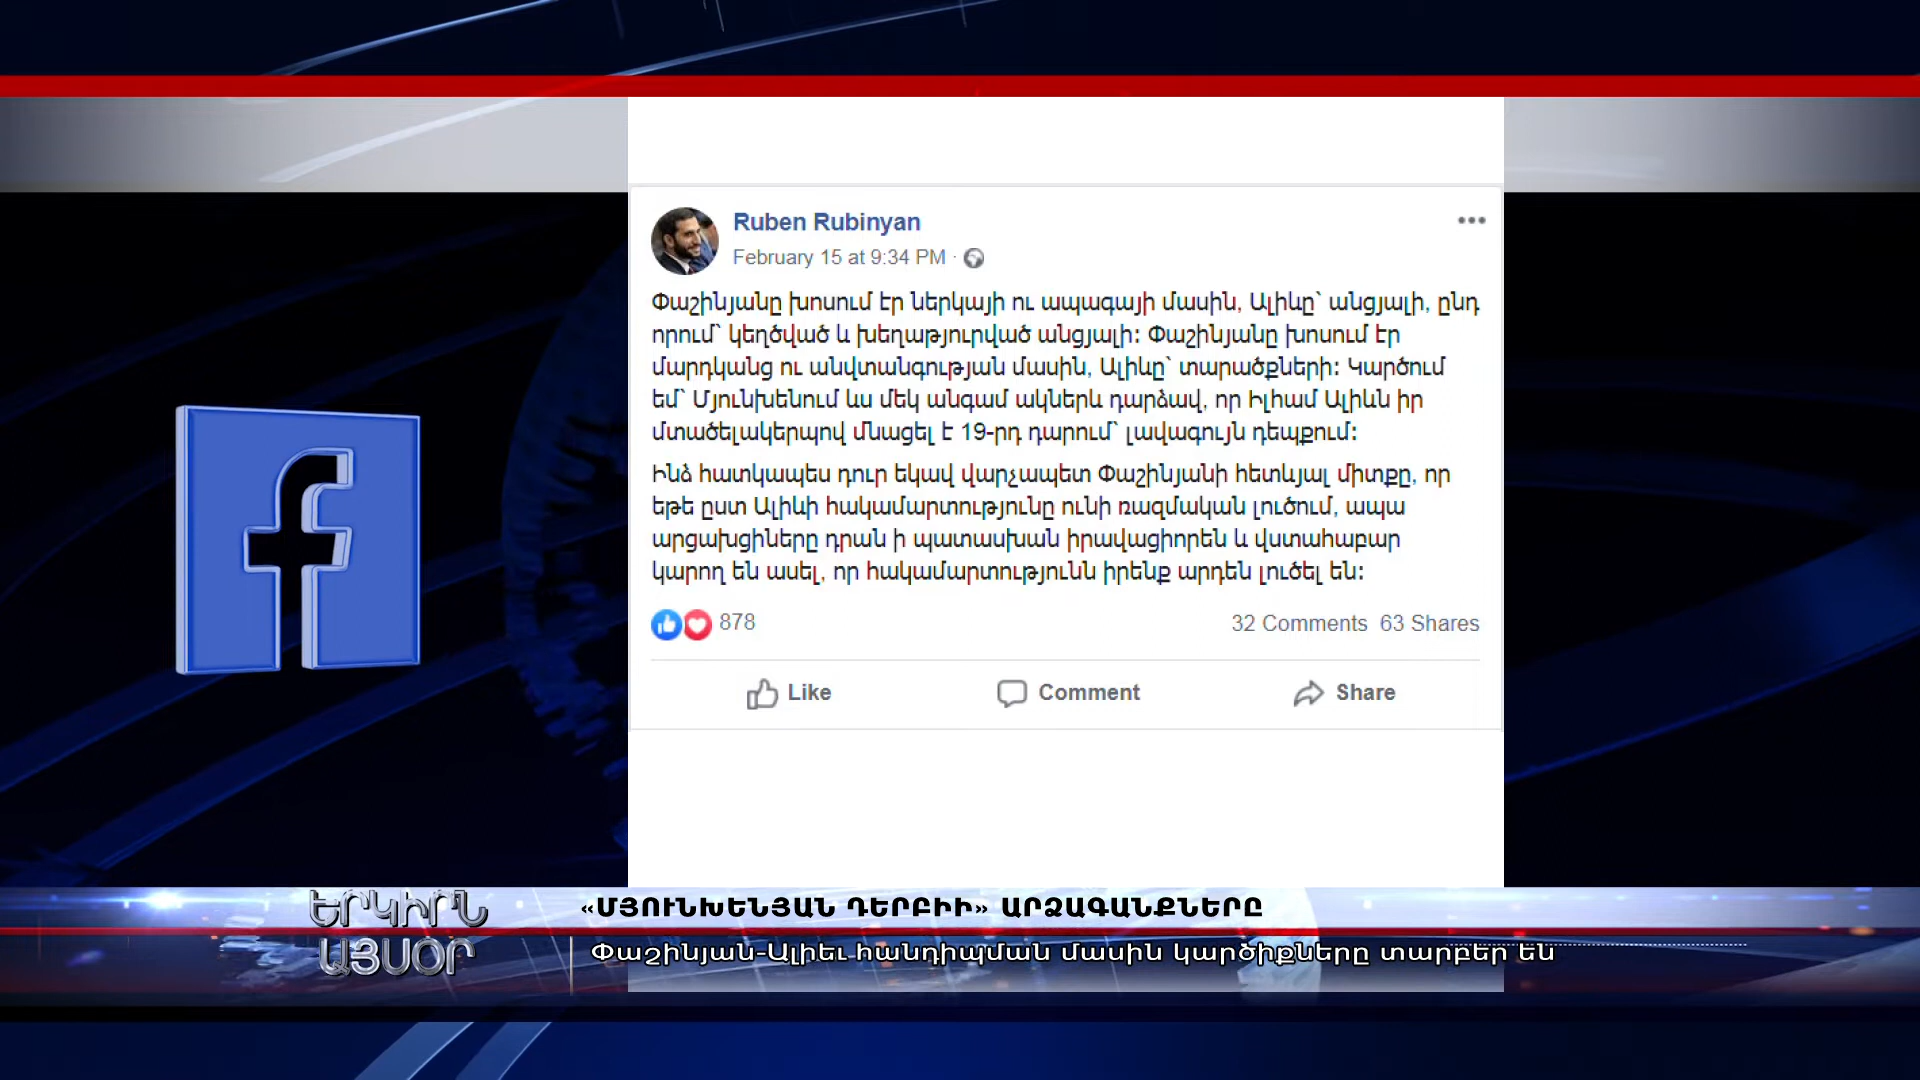 Ruben Rubinyan
February 15 at 9:34 PM ·
Փաշինյանը խոսում էր ներկայի ու ապագայի մասին, Ալիևը՝ անցյալի, ընդ
որում՝ կեղծված և խեղաթյուրված անցյալի: Փաշինյանը խոսում էր
մարդկանց ու անվտանգության մասին, Ալիևը՝ տարածքների: Կարծում
եմ՝ Մյունխենում ևս մեկ անգամ ակներև դարձավ, որ Իլհամ Ալիևն իր
մտածելակերպով մնացել է 19-րդ դարում՝ լավագույն դեպքում:
Ինձ հատկապես դուր եկավ վարչապետ Փաշինյանի հետևյալ միտքը, որ
եթե ըստ Ալիևի հակամարտությունը ունի ռազմական լուծում, ապա
արցախցիները դրան ի պատասխան իրավացիորեն և վստահաբար
կարող են ասել, որ հակամարտությունն իրենք արդեն լուծել են:
878
32 Comments 63 Shares
Like Comment Share
ԵՐԿԻՐՆ
ԱՅՍՕՐ
«ՄՅՈՒՆԽԵՆՅԱՆ ԴԵՐԲԻԻ» ԱՐՁԱԳԱՆՔՆԵՐԸ
Փաշինյան-Ալիեւ հանդիպման մասին կարծիքները տարբեր են